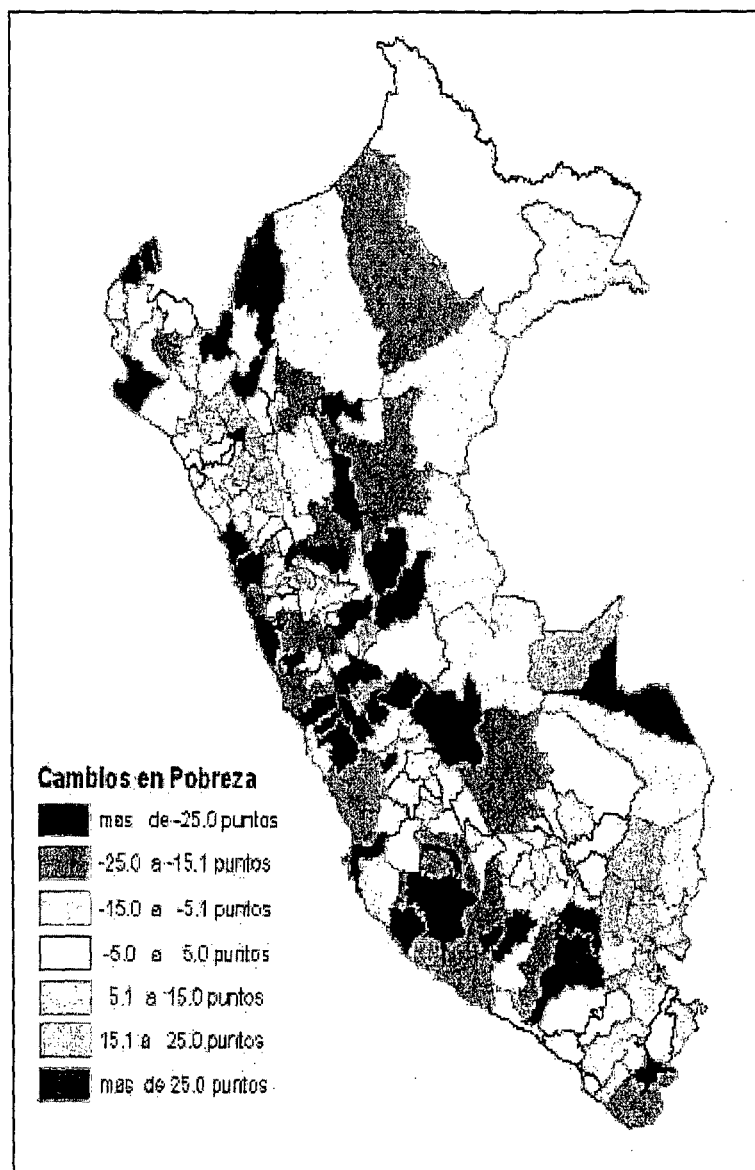 Cambios en Pobreza
mas de -25.0 puntos
-25.0 a -15.1 puntos
-15.0 a -5.1 puntos
-5.0 a 5.0 puntos
5.1 a 15.0 puntos
15.1 a 25.0 puntos
mas de 25.0 puntos